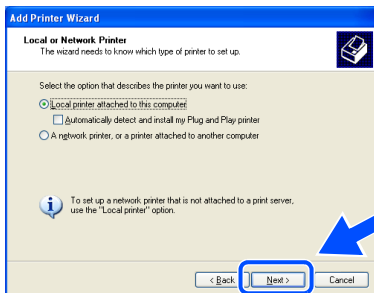 Add Printer Wizard
Local or Network Printer
The wizard needs to know which type of printer to set up.
Select the option that describes the printer you want to use:
Local printer attached to this computer
Automatically detect and install my Plug and Play printer
A network printer, or a printer attached to another computer
To set up a network printer that is not attached to a print server,
use the "Local printer" option.
< Back
Next >
Cancel